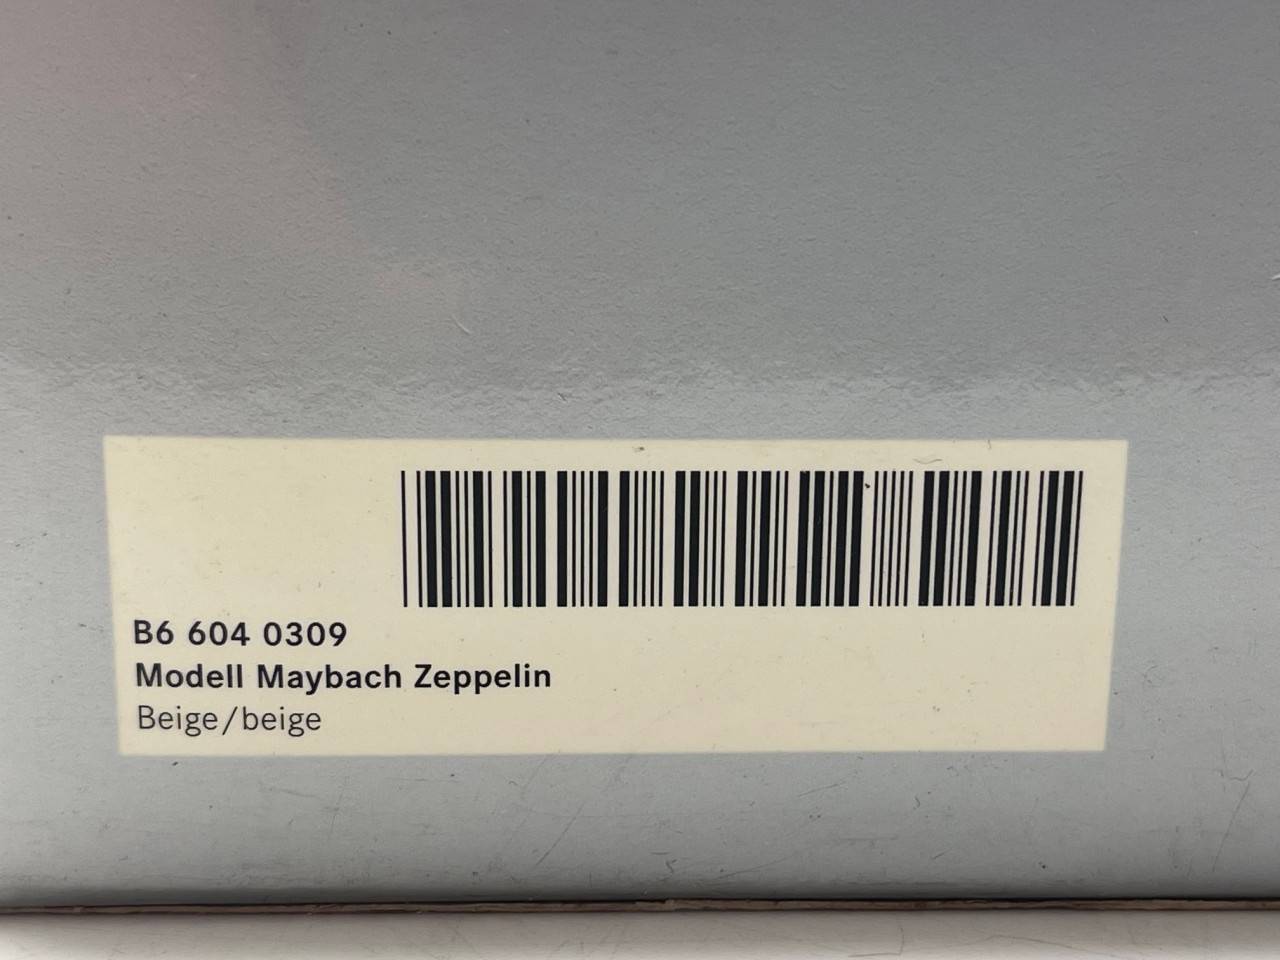 B6 604 0309
Modell Maybach Zeppelin
Beige/beige